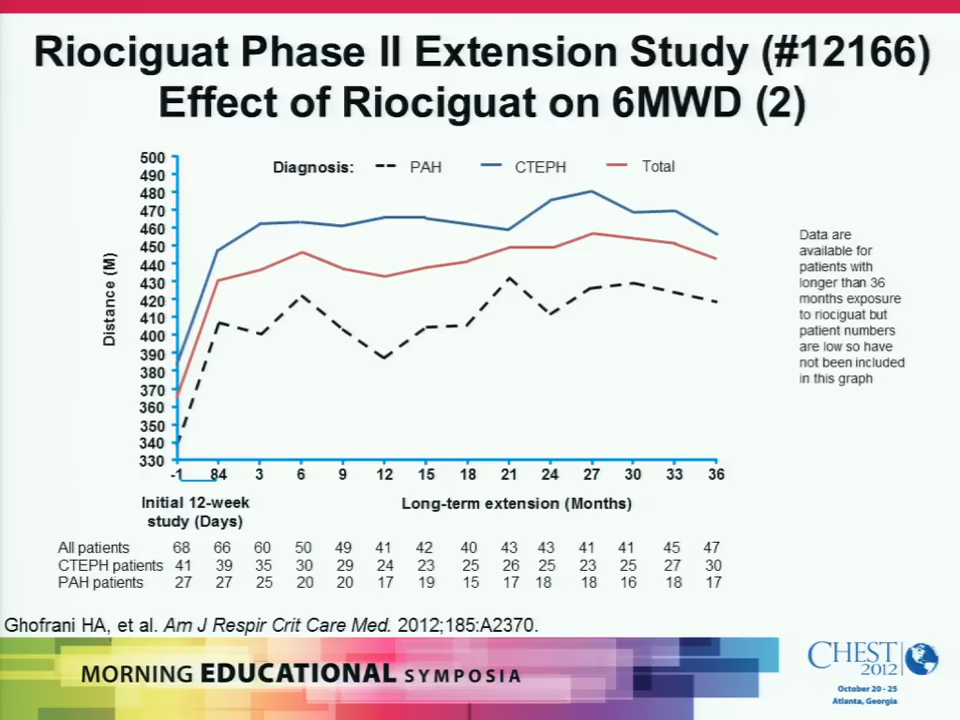 Riociguat Phase II Extension Study (#12166)
Effect of Riociguat on 6MWD (2)
Diagnosis: PAH CTEPH Total
Distance (M)
500
490
480
470
460
450
440
430
420
410
400
390
380
370
360
350
340
330
-1 84 3 6 9 12 15 18 21 24 27 30 33 36
Initial 12-week
study (Days)
Long-term extension (Months)
Data are
available for
patients with
longer than 36
months exposure
to riociguat but
patient numbers
are low so have
not been included
in this graph
All patients 68 66 60 50 49 41 42 40 43 43 41 41 45 47
CTEPH patients 41 39 35 30 29 24 23 25 26 25 23 25 27 30
PAH patients 27 27 25 20 20 17 19 15 17 18 18 16 18 17
Ghofrani HA, et al. Am J Respir Crit Care Med. 2012;185:A2370.
MORNING EDUCATIONAL SYMPOSIA
CHEST
2012
October 20 - 25
Atlanta, Georgia